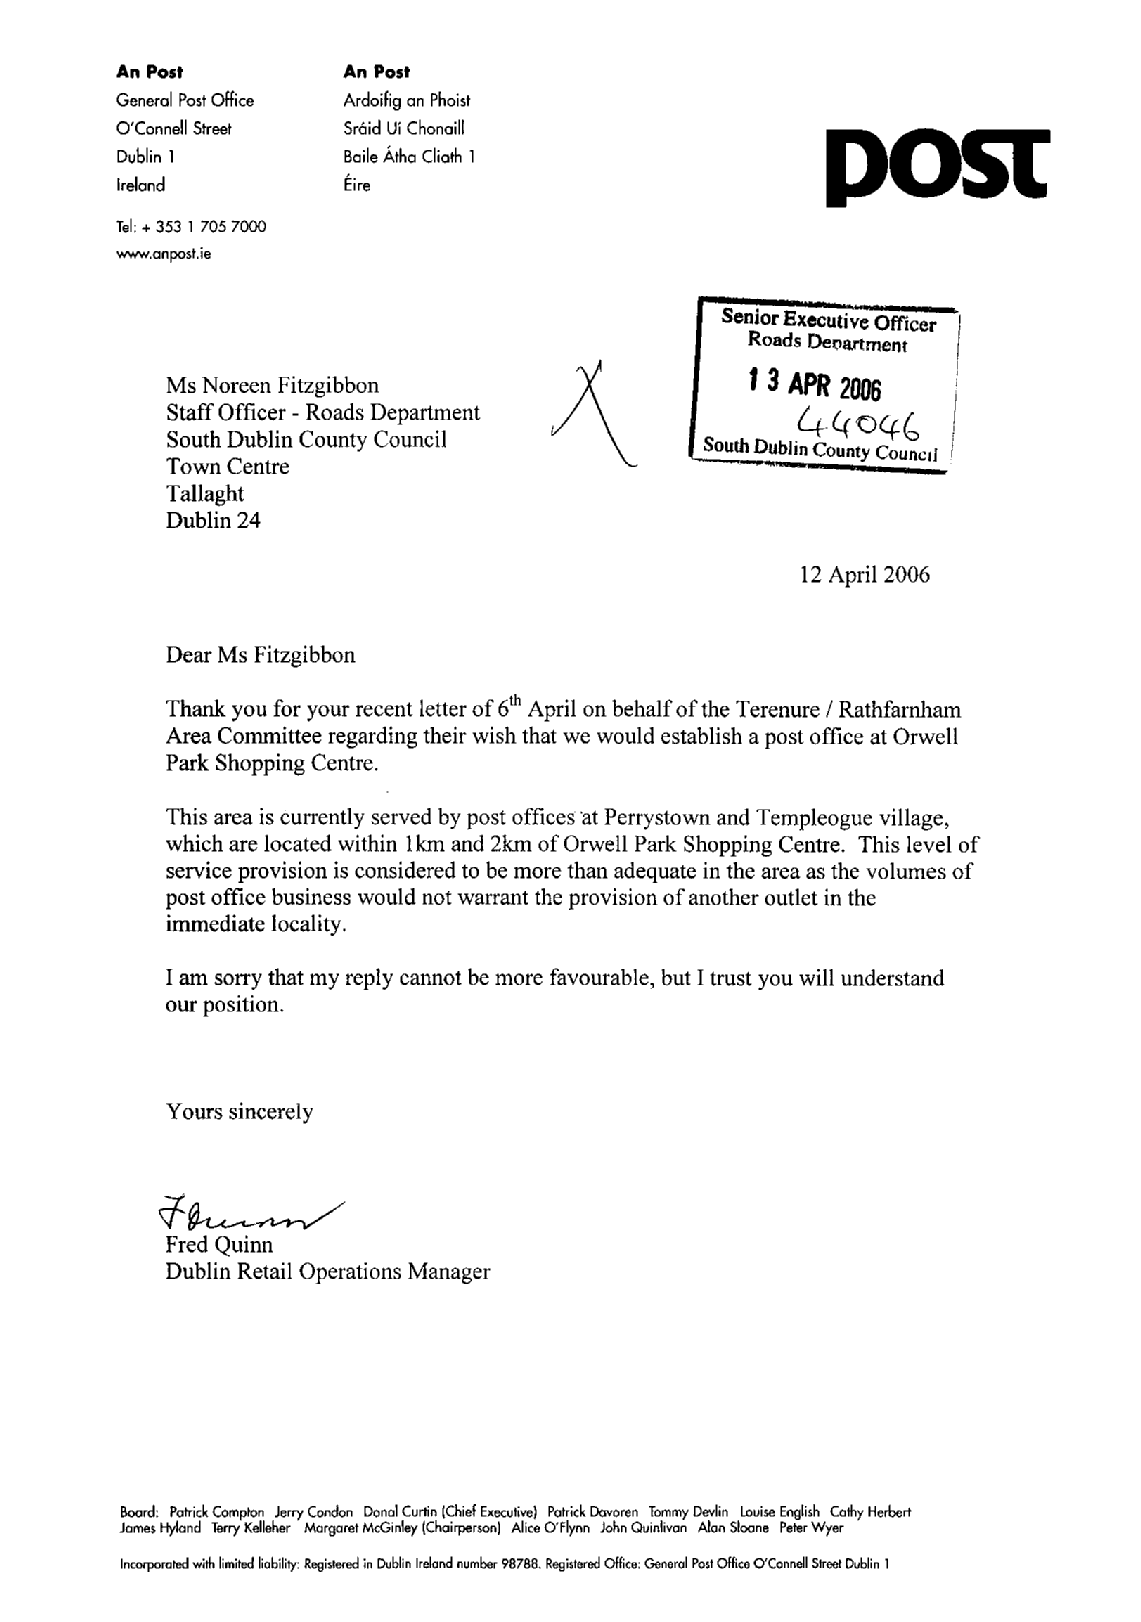 An Post
General Post Office
O'Connell Street
Dublin 1
Ireland
Tel: + 353 1 705 7000
www.anpost.ie
An Post
Ardoifig an Phoist
Sráid Uí Chonaill
Baile Átha Cliath 1
Éire
post
Senior Executive Officer
Roads Department
13 APR 2006
44046
South Dublin County Council
Ms Noreen Fitzgibbon
Staff Officer - Roads Department
South Dublin County Council
Town Centre
Tallaght
Dublin 24
X
12 April 2006
Dear Ms Fitzgibbon
Thank you for your recent letter of 6th April on behalf of the Terenure / Rathfarnham
Area Committee regarding their wish that we would establish a post office at Orwell
Park Shopping Centre.
This area is currently served by post offices at Perrystown and Templeogue village,
which are located within 1km and 2km of Orwell Park Shopping Centre. This level of
service provision is considered to be more than adequate in the area as the volumes of
post office business would not warrant the provision of another outlet in the
immediate locality.
I am sorry that my reply cannot be more favourable, but I trust you will understand
our position.
Yours sincerely
FQuinn
Fred Quinn
Dublin Retail Operations Manager
Board: Patrick Compton Jerry Condon Donal Curtin (Chief Executive) Patrick Davoren Tommy Devlin Louise English Cathy Herbert
James Hyland Terry Kelleher Margaret McGinley (Chairperson) Alice O'Flynn John Quinlivan Alan Sloane Peter Wyer
Incorporated with limited liability: Registered in Dublin Ireland number 98788. Registered Office: General Post Office O'Connell Street Dublin 1